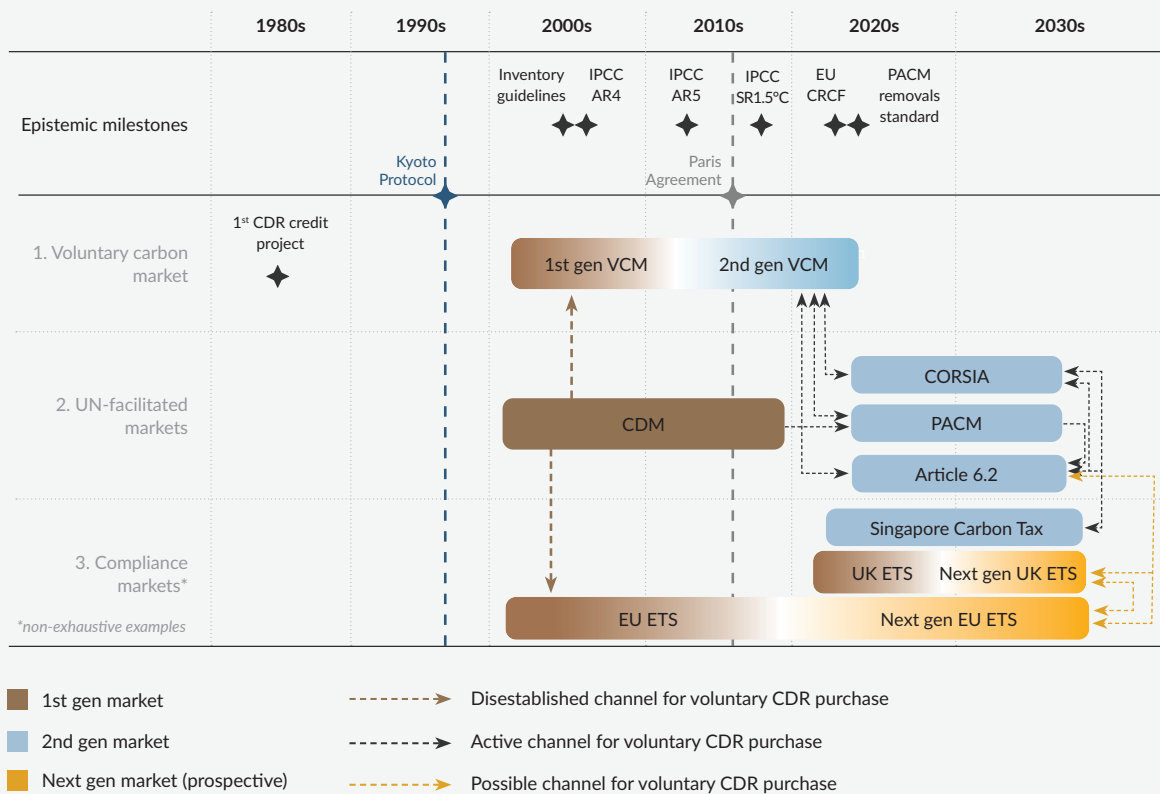 1980s
1990s
2000s
2010s
2020s
2030s
Epistemic milestones
Inventory
guidelines
IPCC
AR4
IPCC
AR5
IPCC
SR1.5°C
EU
CRCF
PACM
removals
standard
Kyoto
Protocol
Paris
Agreement
1. Voluntary carbon
market
1st CDR credit
project
1st gen VCM
2nd gen VCM
2. UN-facilitated
markets
CORSIA
CDM
PACM
Article 6.2
3. Compliance
markets*
*non-exhaustive examples
Singapore Carbon Tax
UK ETS
Next gen UK ETS
EU ETS
Next gen EU ETS
1st gen market
2nd gen market
Next gen market (prospective)
Disestablished channel for voluntary CDR purchase
Active channel for voluntary CDR purchase
Possible channel for voluntary CDR purchase